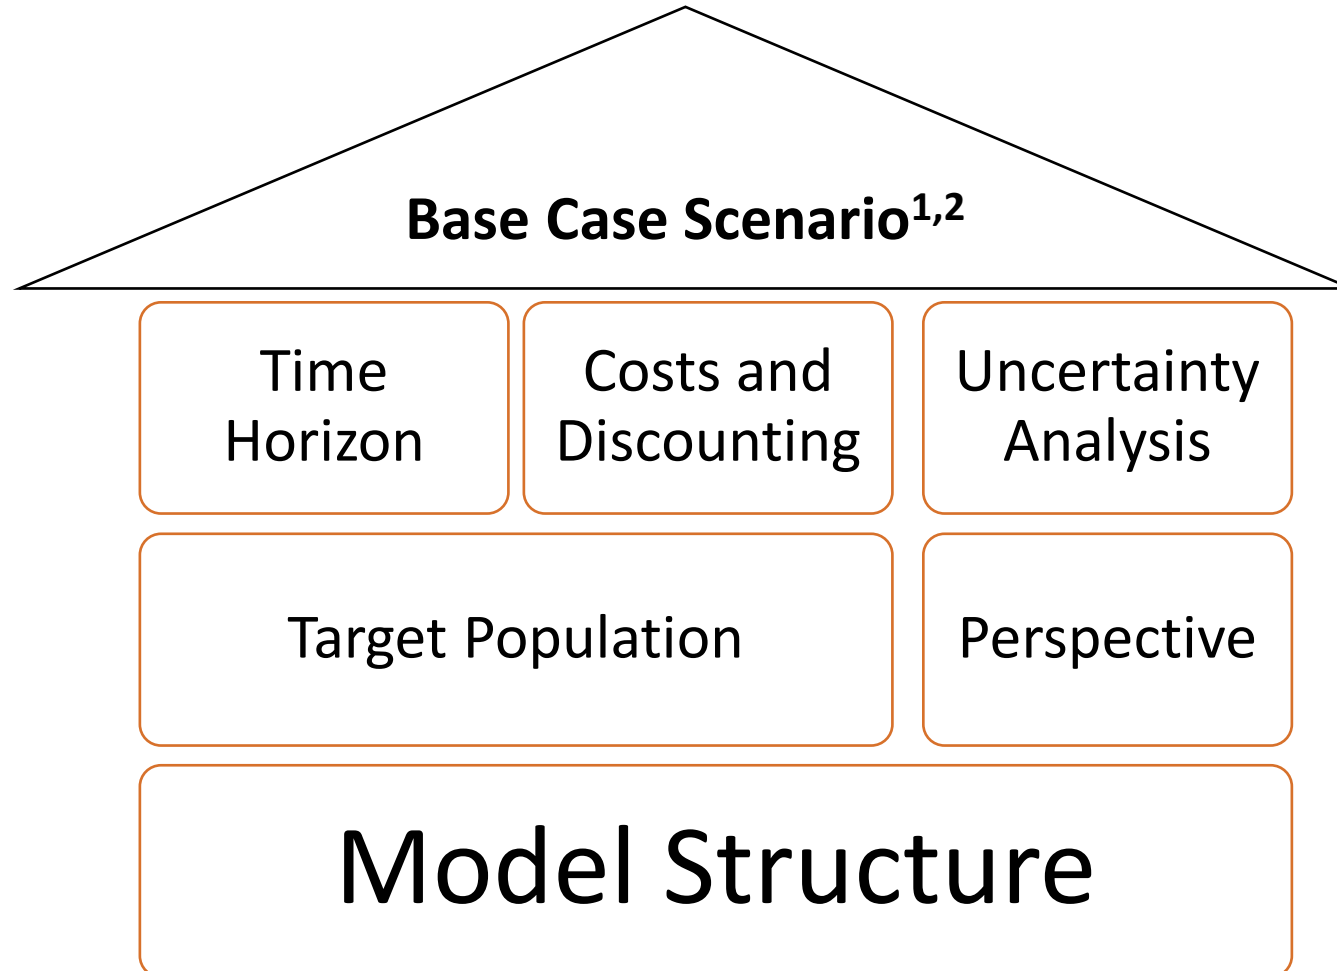 Base Case Scenario1,2
Time
Horizon
Costs and
Discounting
Uncertainty
Analysis
Target Population
Perspective
Model Structure